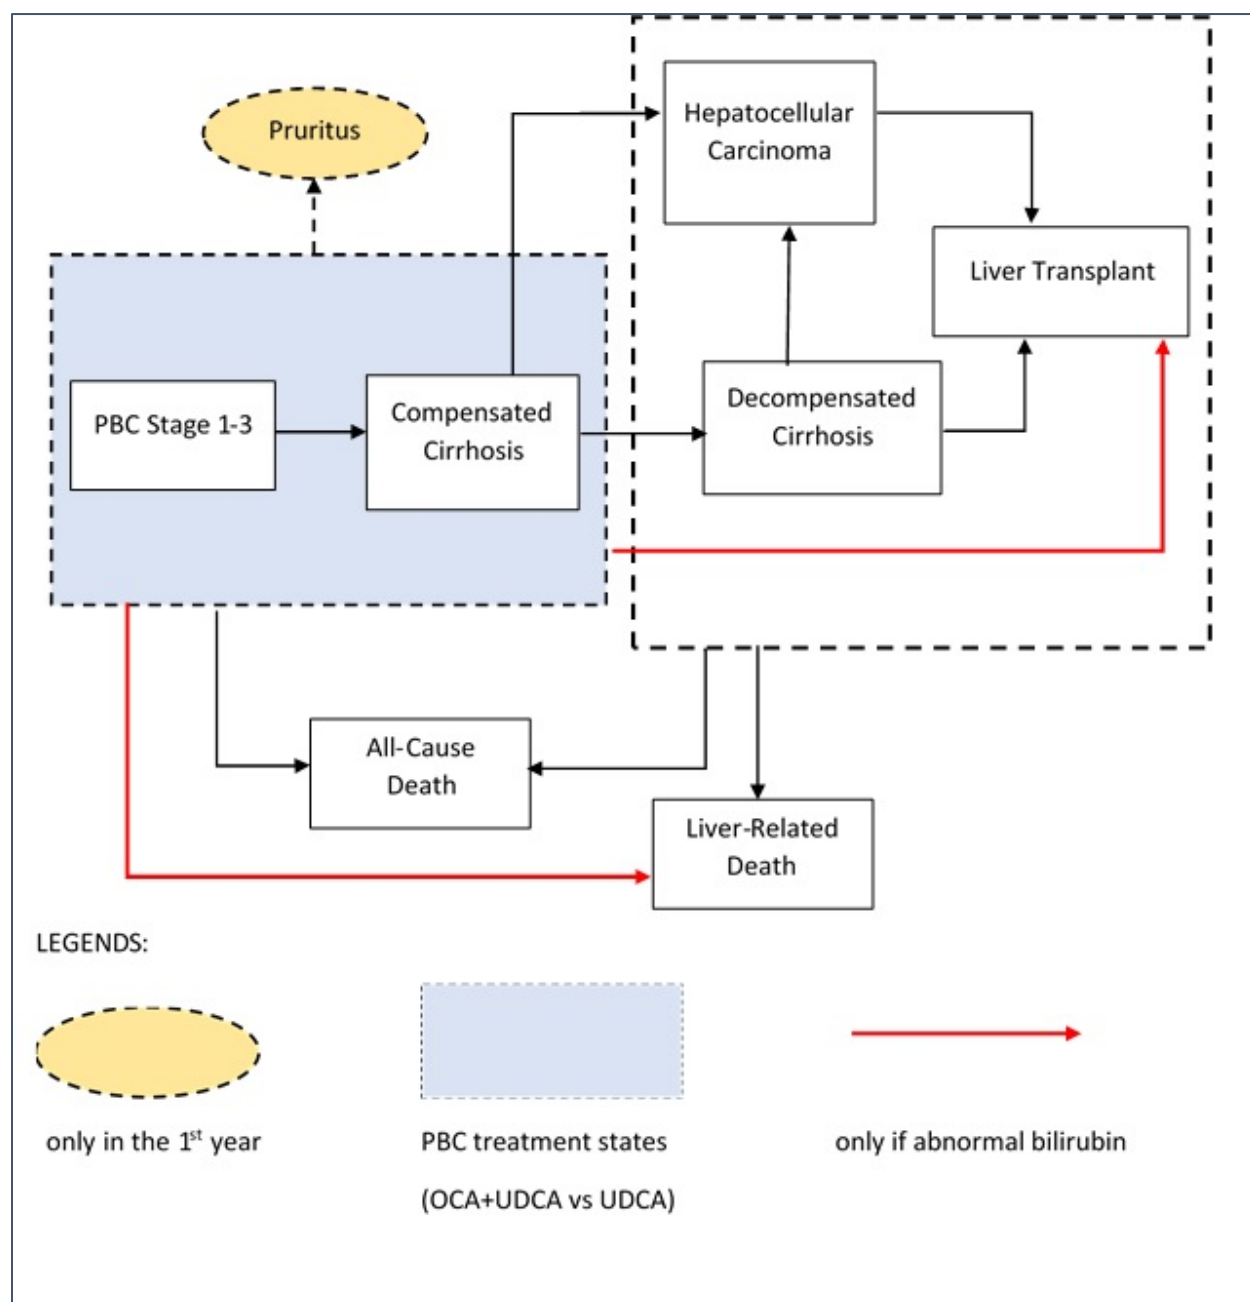 Pruritus
Hepatocellular
Carcinoma
Liver Transplant
PBC Stage 1-3
Compensated
Cirrhosis
Decompensated
Cirrhosis
All-Cause
Death
Liver-Related
Death
LEGENDS:
only in the 1st year
PBC treatment states
(OCA+UDCA vs UDCA)
only if abnormal bilirubin